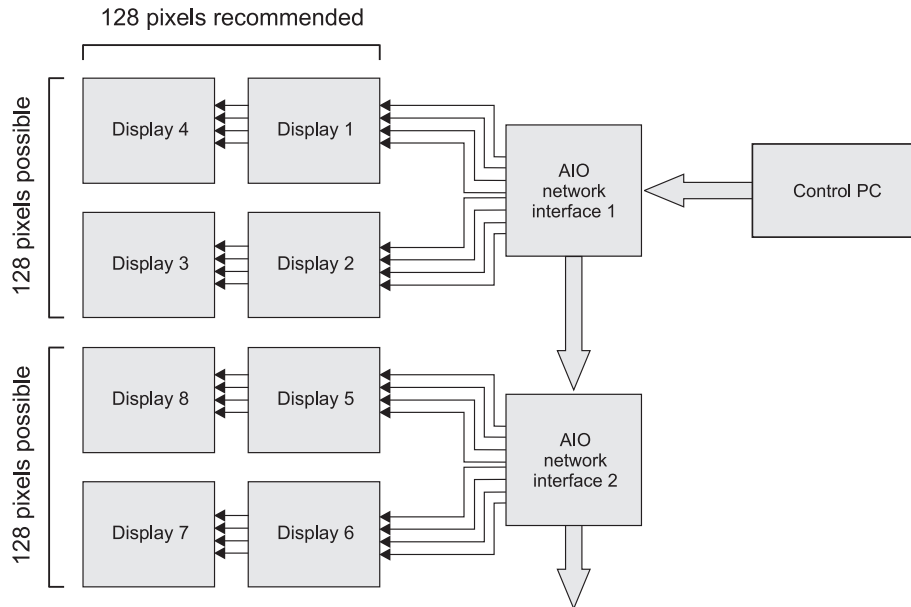 128 pixels recommended
128 pixels possible
Display 4
Display 1
AIO
network
interface 1
Control PC
Display 3
Display 2
128 pixels possible
Display 8
Display 5
AIO
network
interface 2
Display 7
Display 6